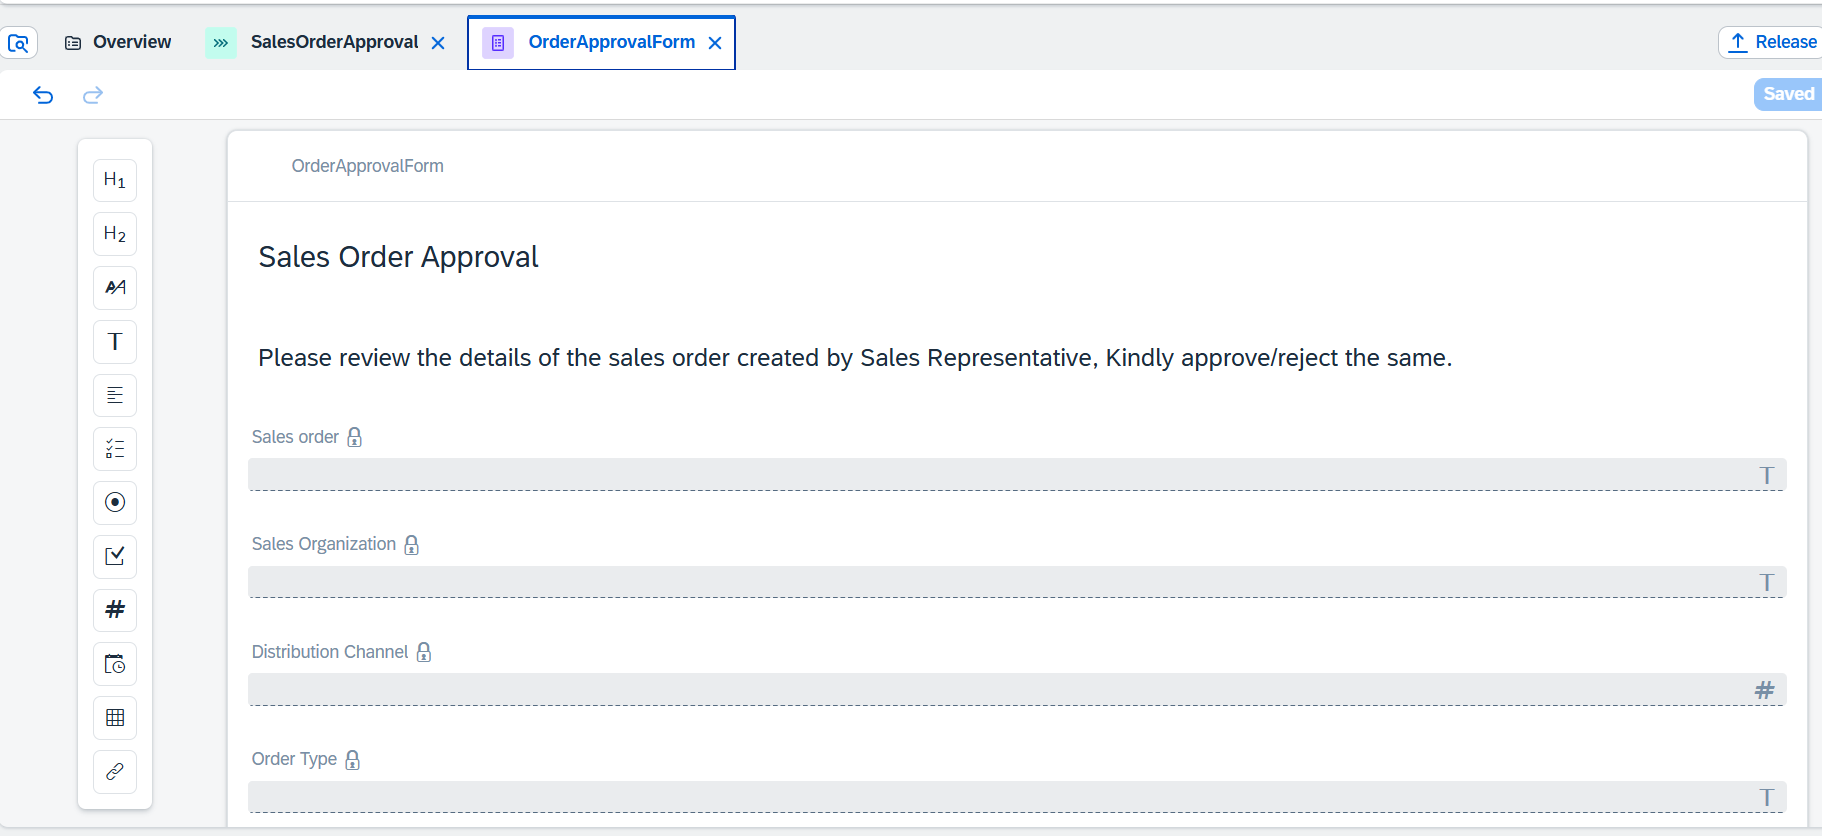 Overview
SalesOrderApproval
OrderApprovalForm
Release
Saved
H1
H2
AA
T
#
OrderApprovalForm
Sales Order Approval
Please review the details of the sales order created by Sales Representative, Kindly approve/reject the same.
Sales order
T
Sales Organization
T
Distribution Channel
#
Order Type
T